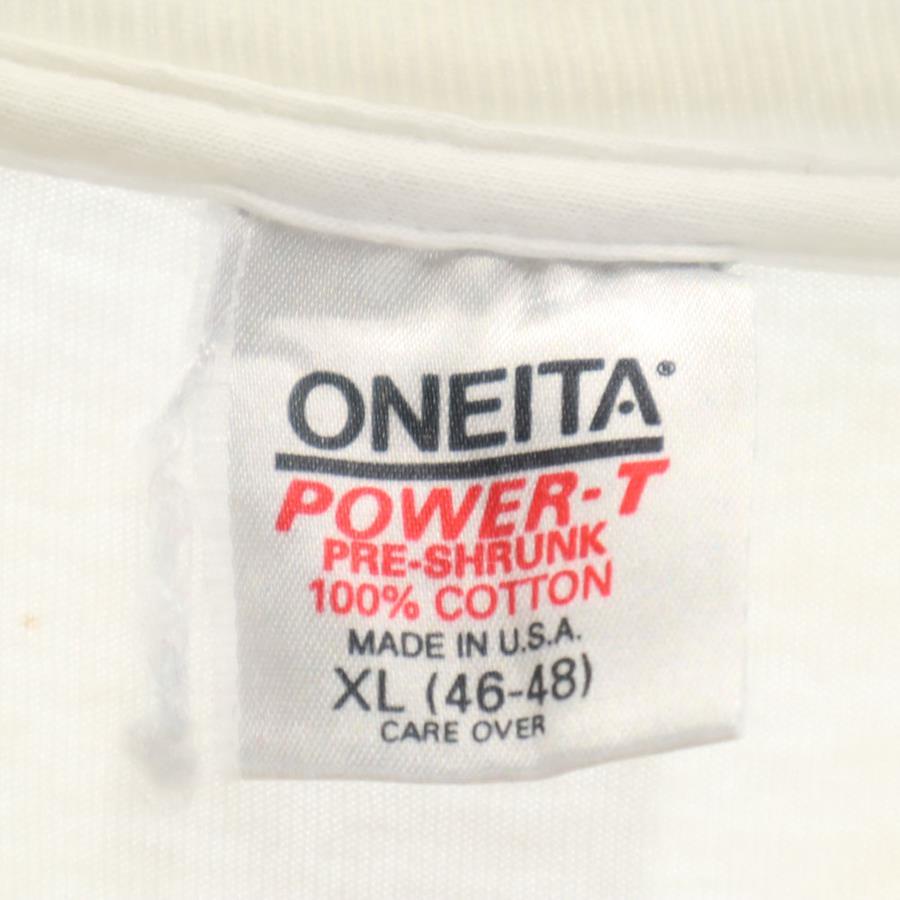 ONEITA®
POWER-T
PRE-SHRUNK
100% COTTON
MADE IN U.S.A.
XL (46-48)
CARE OVER